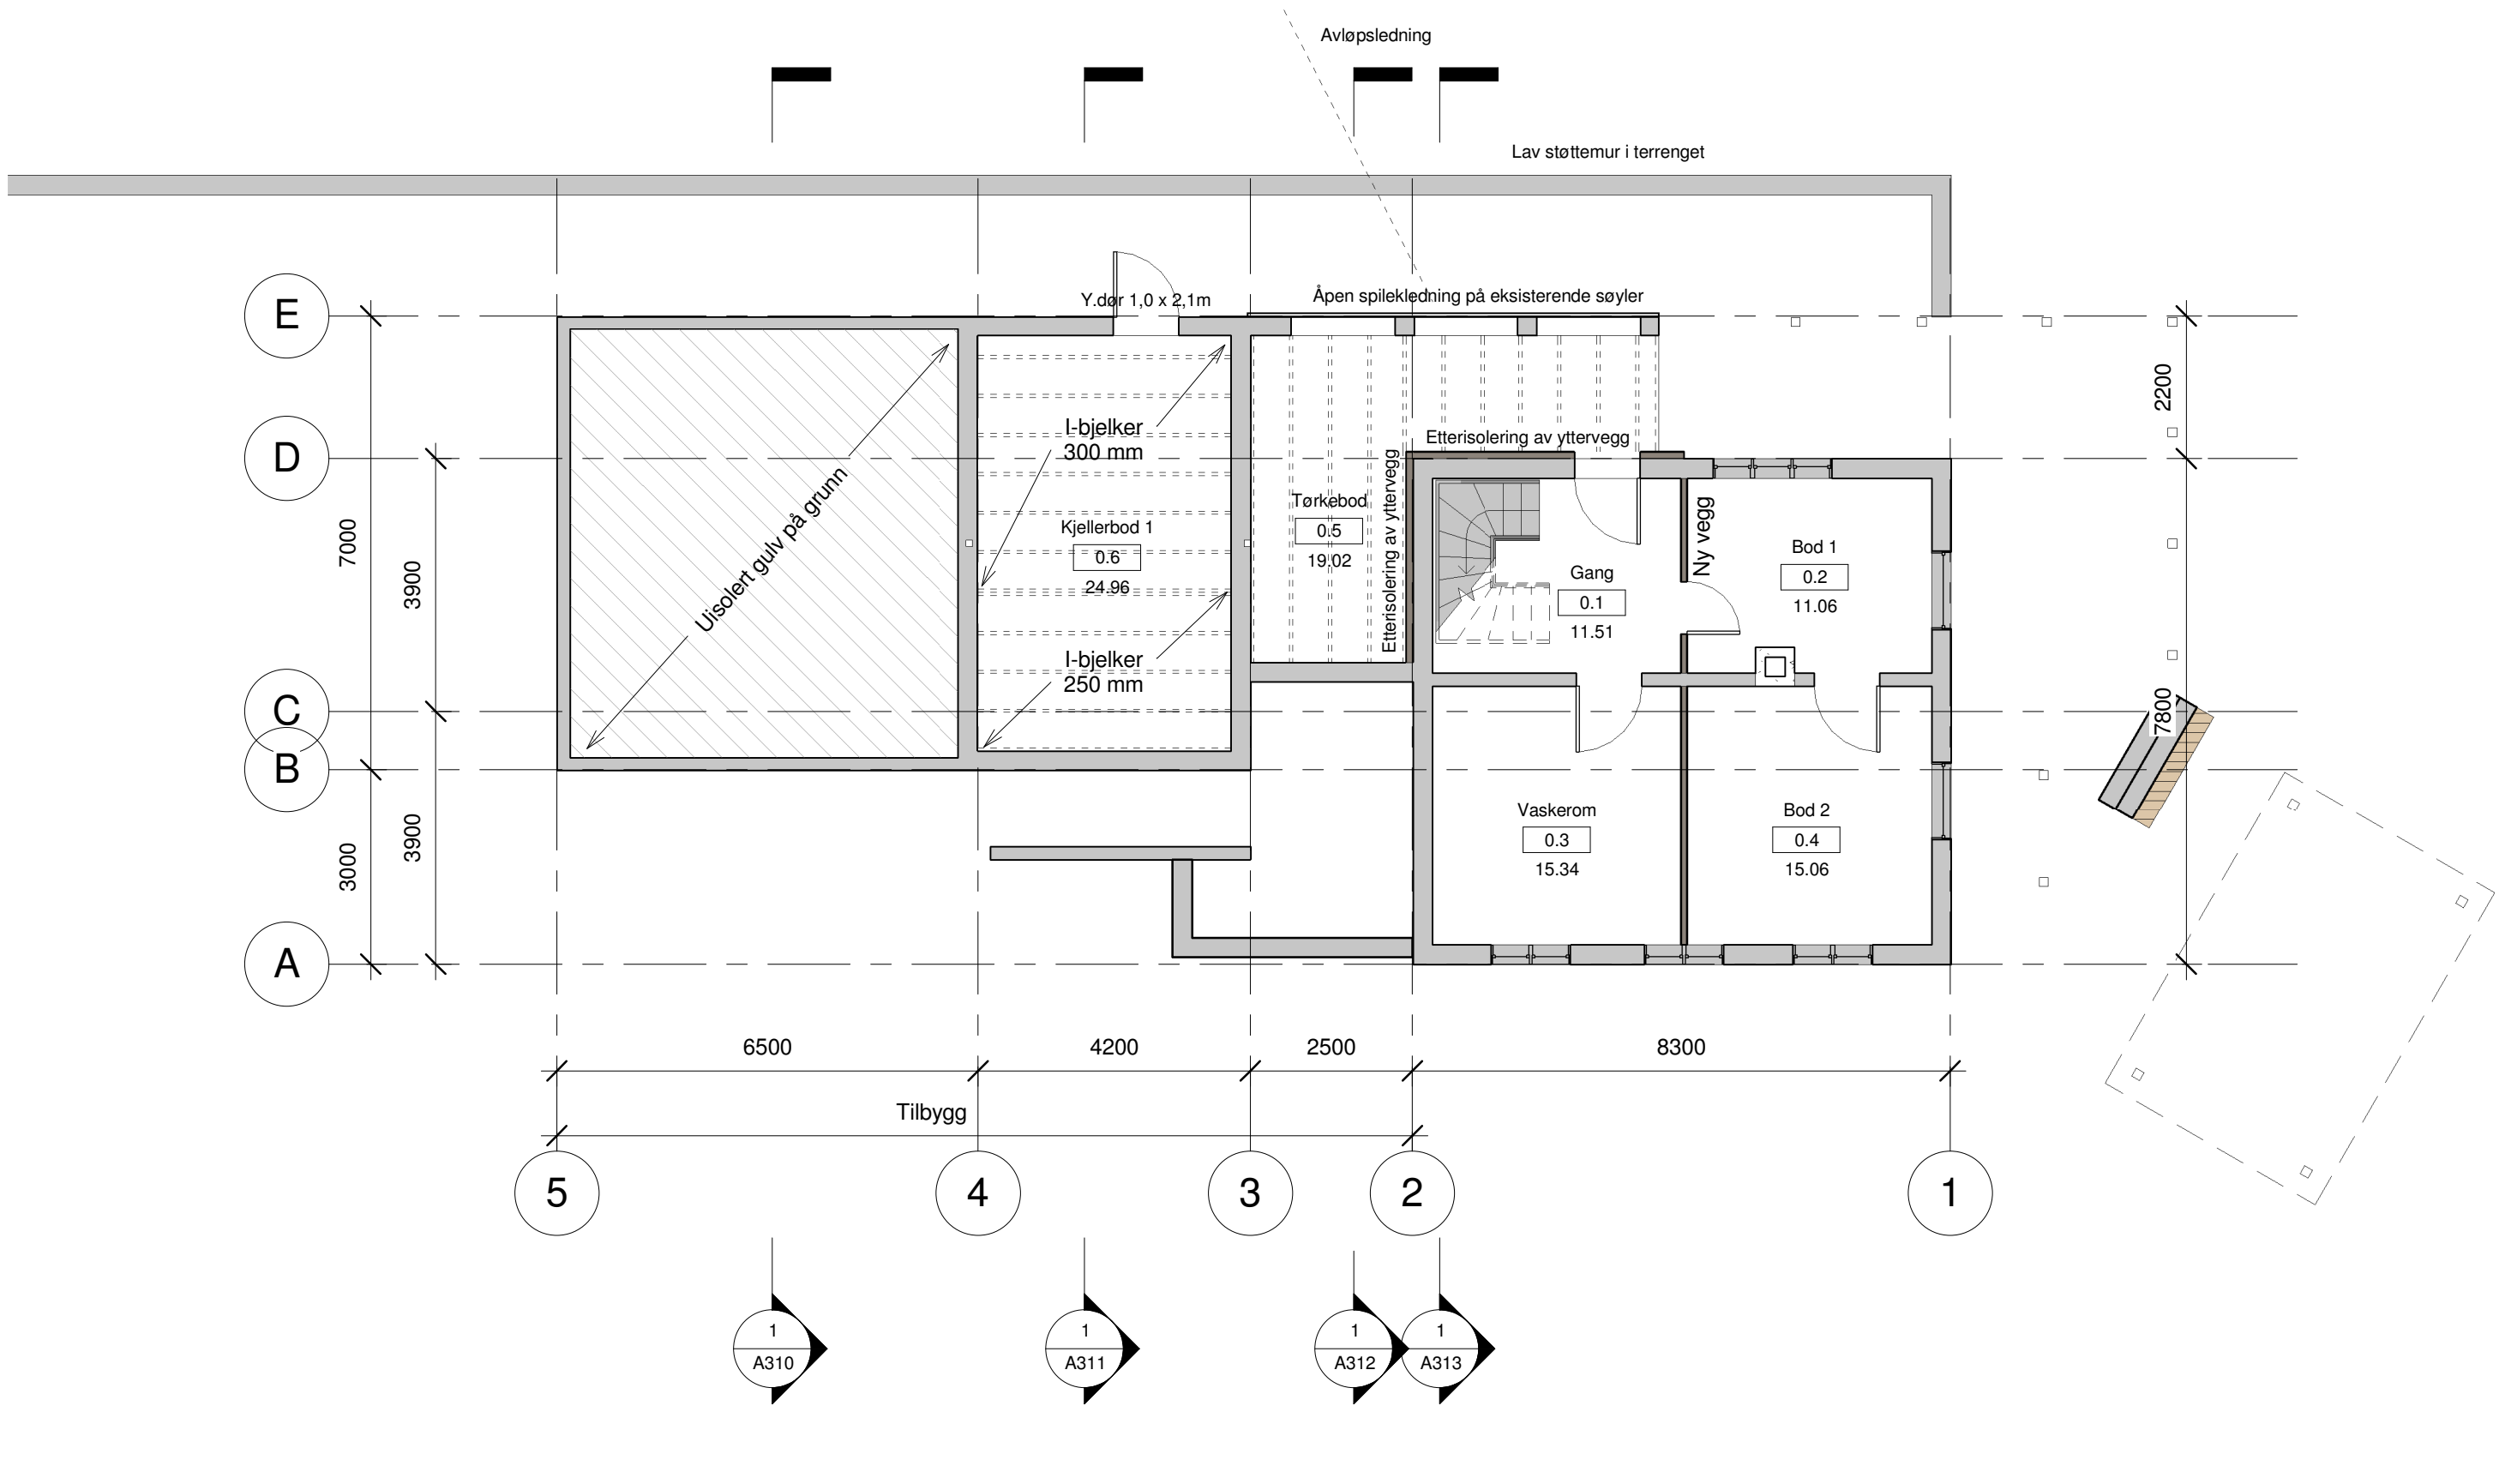 Avløpsledning
Lav støttemur i terrenget
E
Y.dør 1,0 x 2,1m
Åpen spilekledning på eksisterende søyler
2200
D
I-bjelker
300 mm
Etterisolering av yttervegg
Etterisolering av yttervegg
Uisolert gulv på grunn
7000
3900
Kjellerbod 1
0.6
24.96
Tørkebod
0.5
19.02
Ny vegg
Gang
0.1
11.51
Bod 1
0.2
11.06
I-bjelker
250 mm
C
B
7800
3000
3900
Vaskerom
0.3
15.34
Bod 2
0.4
15.06
A
6500
4200
2500
8300
Tilbygg
5
4
3
2
1
1
A310
1
A311
1
A312
1
A313